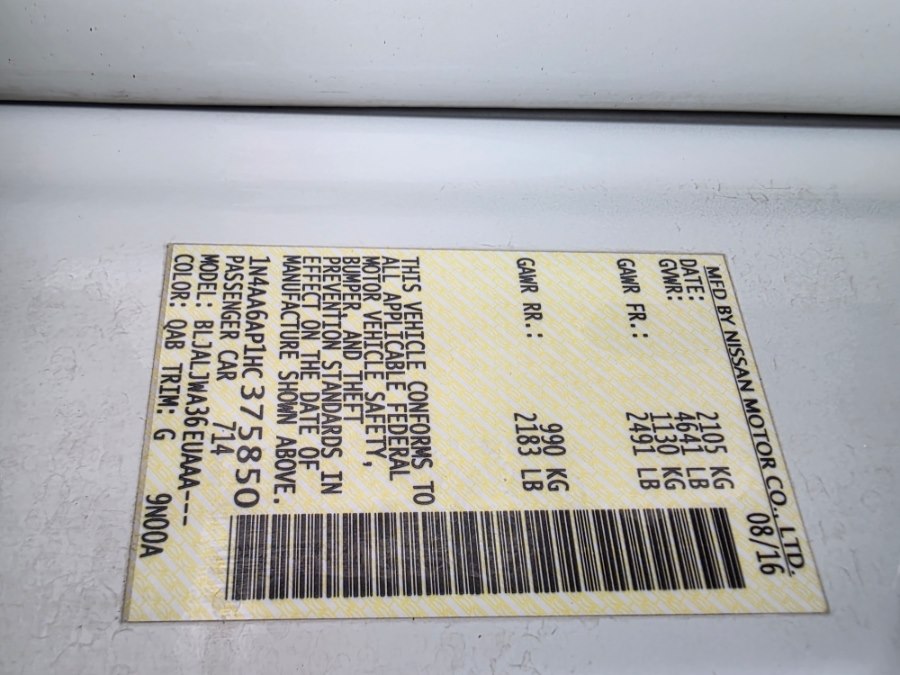 MFD BY NISSAN MOTOR CO., LTD.
DATE: 08/16
GVWR: 2105 KG
4641 LB
GAWR FR.: 1130 KG
2491 LB
GAWR RR.: 990 KG
2183 LB
THIS VEHICLE CONFORMS TO
ALL APPLICABLE FEDERAL
MOTOR VEHICLE SAFETY,
BUMPER, AND THEFT
PREVENTION STANDARDS IN
EFFECT ON THE DATE OF
MANUFACTURE SHOWN ABOVE.
1N4AA6AP1HC375850
PASSENGER CAR 714
MODEL: BLJALJWA36EUAAA---
COLOR: QAB TRIM: G 9N00A